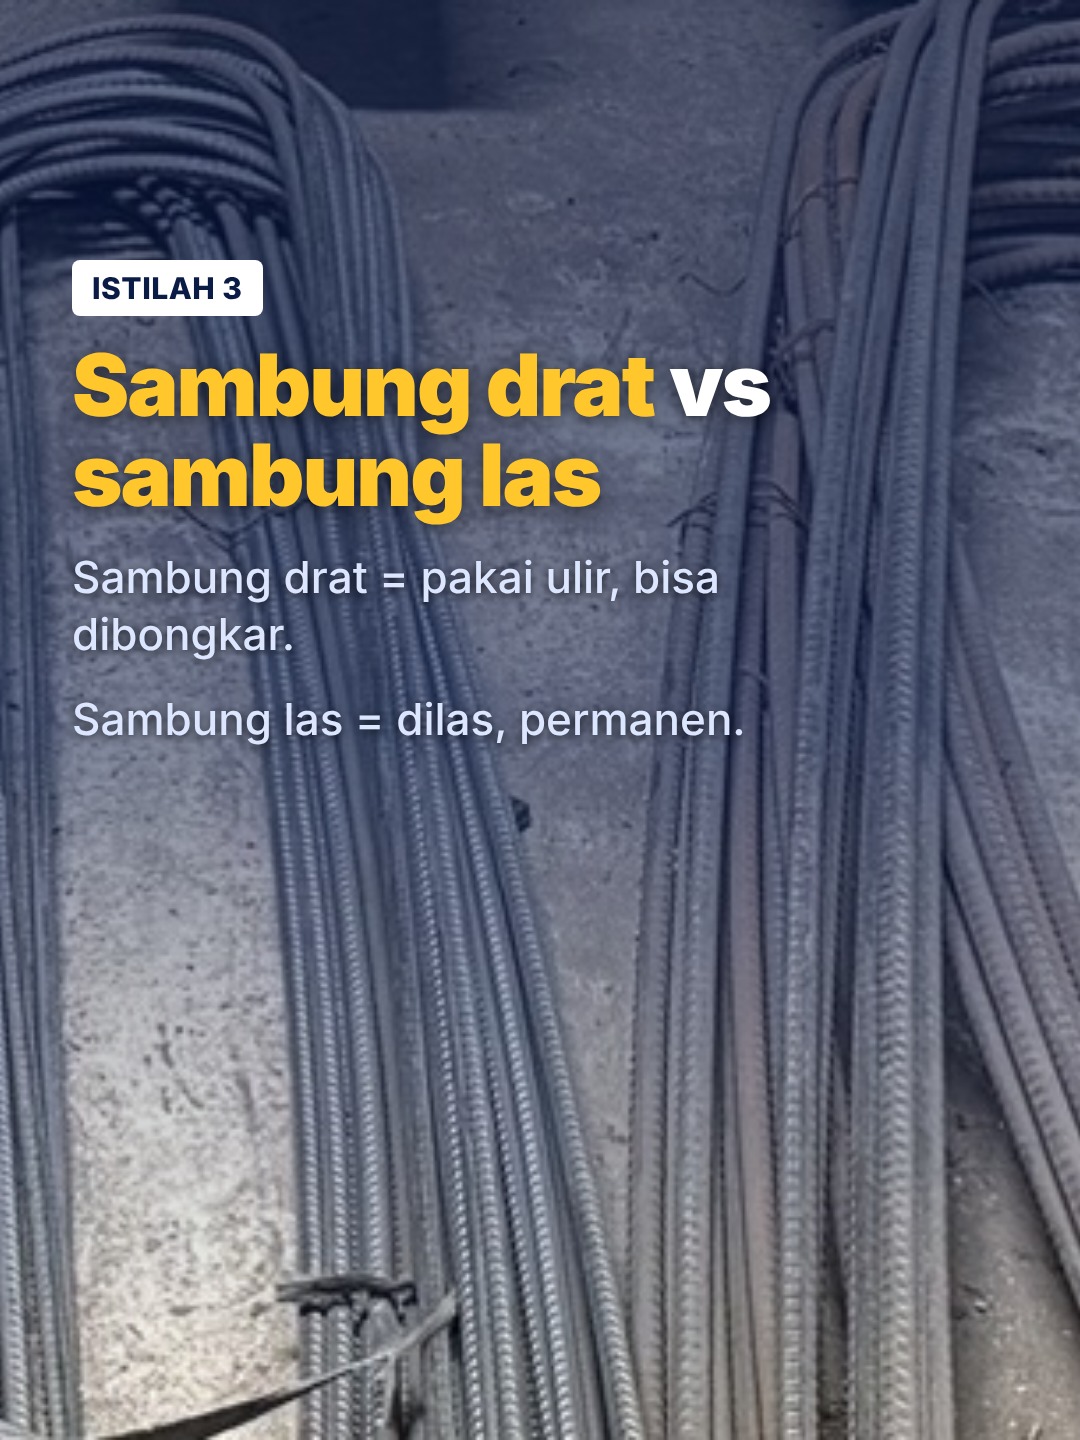 ISTILAH 3
Sambung drat vs
sambung las
Sambung drat = pakai ulir, bisa
dibongkar.
Sambung las = dilas, permanen.